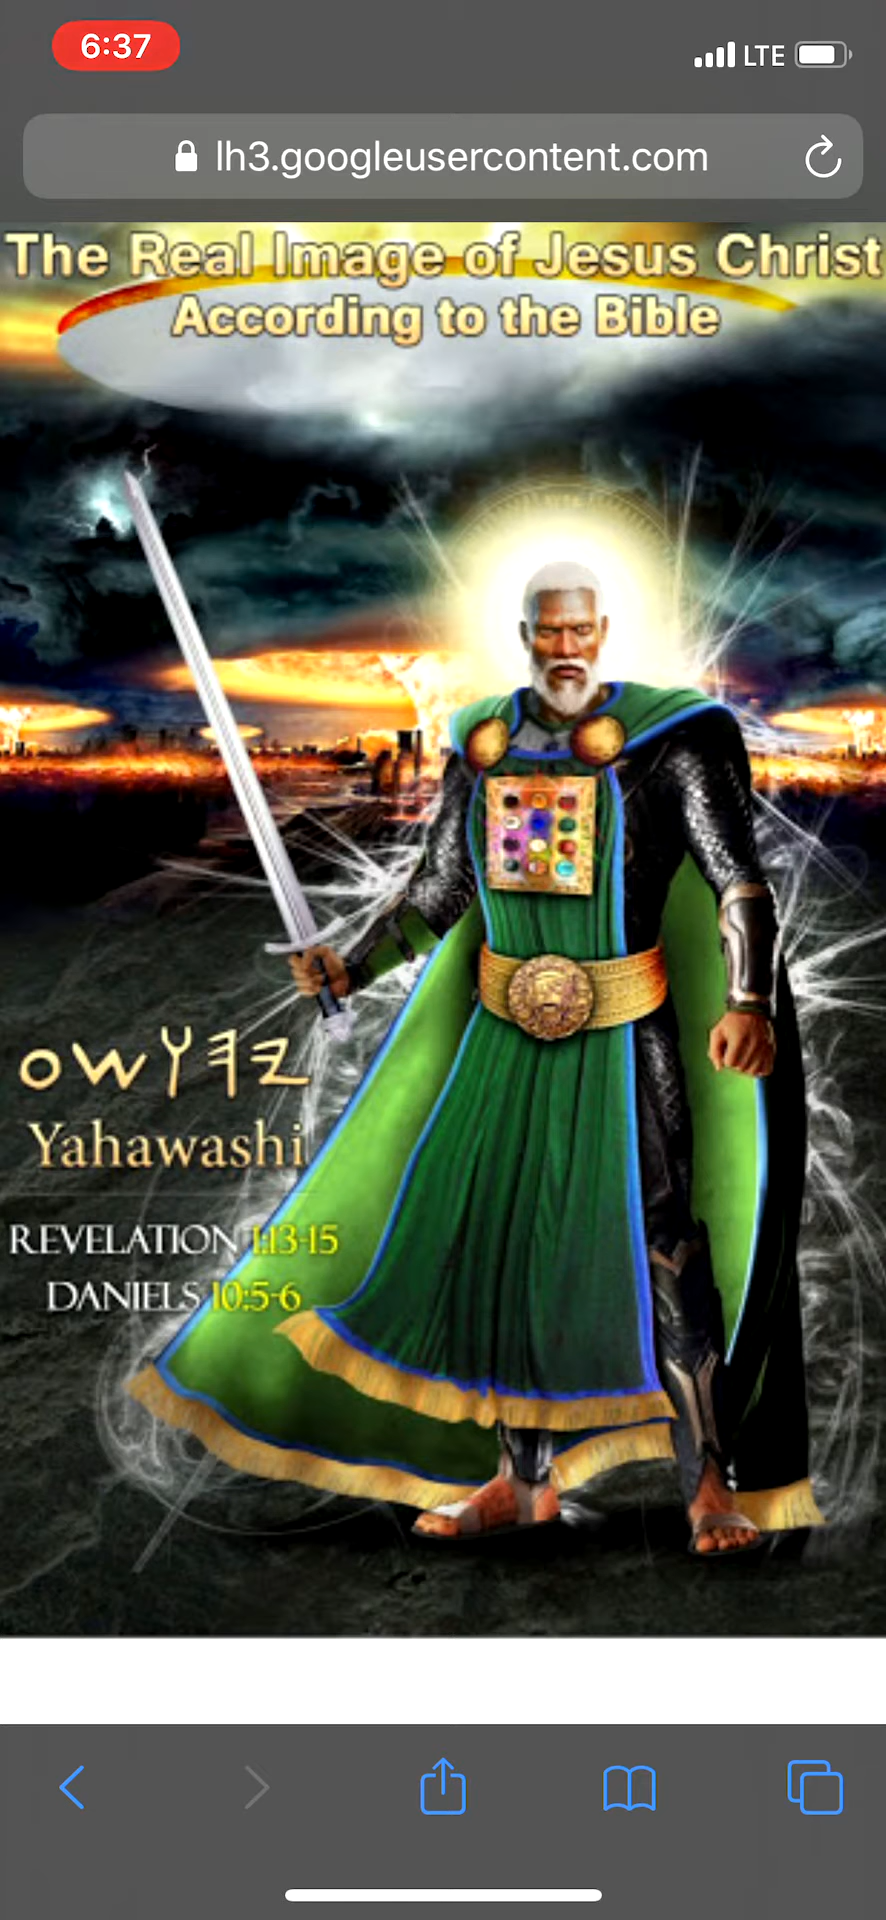 6:37
LTE
lh3.googleusercontent.com
The Real Image of Jesus Christ
According to the Bible
𐤉𐤄𐤅𐤔𐤏
Yahawashi
REVELATION 1:13-15
DANIELS 10:5-6